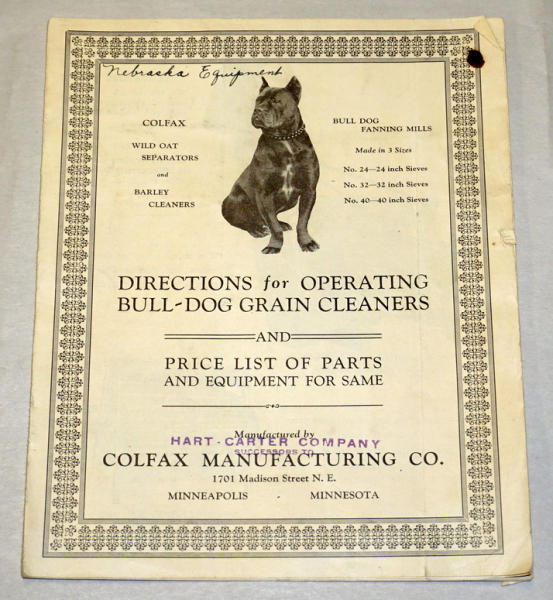 Nebraska Equipment
COLFAX
WILD OAT
SEPARATORS
and
BARLEY
CLEANERS
BULL DOG
FANNING MILLS
Made in 3 Sizes
No. 24—24 inch Sieves
No. 32—32 inch Sieves
No. 40—40 inch Sieves
DIRECTIONS for OPERATING
BULL-DOG GRAIN CLEANERS
AND
PRICE LIST OF PARTS
AND EQUIPMENT FOR SAME
Manufactured by
HART-CARTER COMPANY
SUCCESSORS TO
COLFAX MANUFACTURING CO.
1701 Madison Street N. E.
MINNEAPOLIS - MINNESOTA